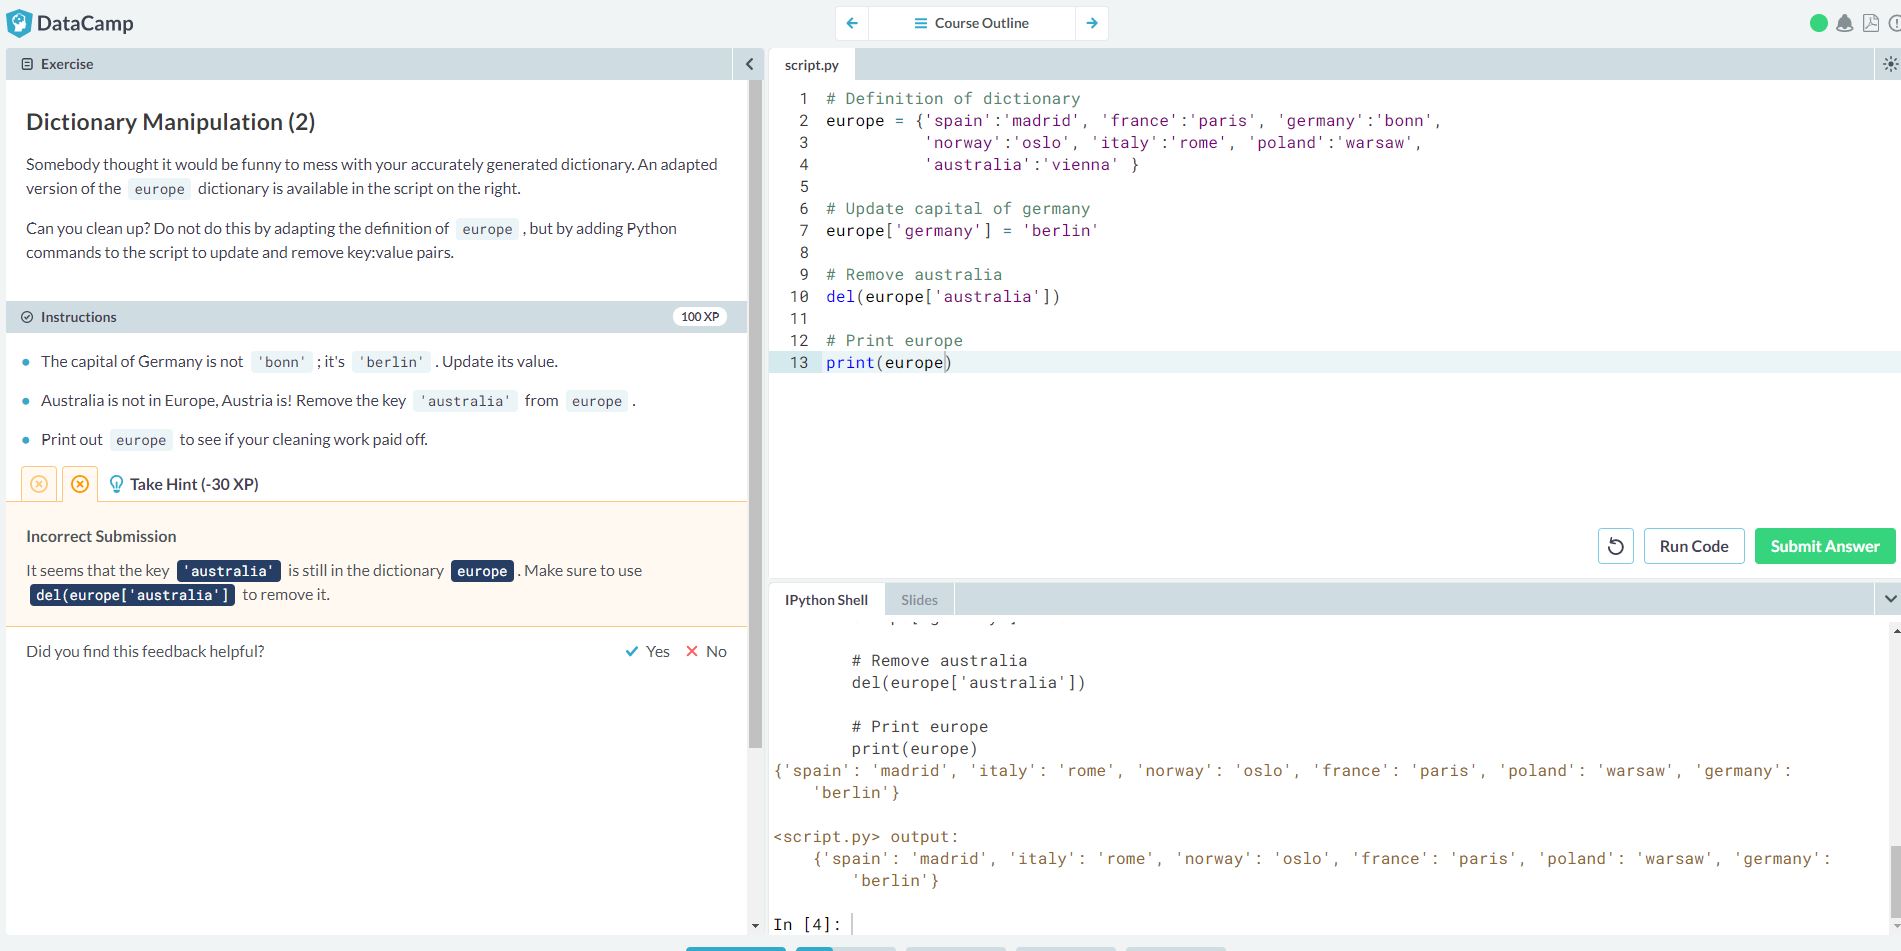 DataCamp
Course Outline
Exercise
Dictionary Manipulation (2)
Somebody thought it would be funny to mess with your accurately generated dictionary. An adapted
version of the europe dictionary is available in the script on the right.
Can you clean up? Do not do this by adapting the definition of europe , but by adding Python
commands to the script to update and remove key:value pairs.
Instructions
100 XP
The capital of Germany is not 'bonn' ; it's 'berlin' . Update its value.
Australia is not in Europe, Austria is! Remove the key 'australia' from europe .
Print out europe to see if your cleaning work paid off.
Take Hint (-30 XP)
Incorrect Submission
It seems that the key 'australia' is still in the dictionary europe . Make sure to use
del(europe['australia'] to remove it.
Did you find this feedback helpful?
Yes No
script.py
1 # Definition of dictionary
2 europe = {'spain':'madrid', 'france':'paris', 'germany':'bonn',
3 'norway':'oslo', 'italy':'rome', 'poland':'warsaw',
4 'australia':'vienna' }
5
6 # Update capital of germany
7 europe['germany'] = 'berlin'
8
9 # Remove australia
10 del(europe['australia'])
11
12 # Print europe
13 print(europe)
Run Code
Submit Answer
IPython Shell
Slides
# Remove australia
del(europe['australia'])
# Print europe
print(europe)
{'spain': 'madrid', 'italy': 'rome', 'norway': 'oslo', 'france': 'paris', 'poland': 'warsaw', 'germany':
'berlin'}
<script.py> output:
{'spain': 'madrid', 'italy': 'rome', 'norway': 'oslo', 'france': 'paris', 'poland': 'warsaw', 'germany':
'berlin'}
In [4]: